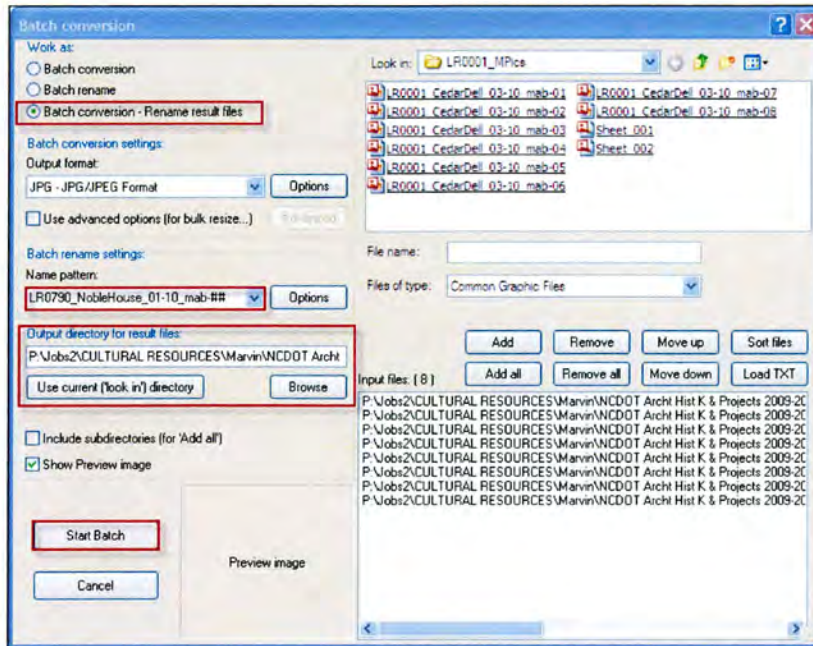 Batch conversion
Work as:
Batch conversion
Batch rename
Batch conversion - Rename result files
Batch conversion settings:
Output format:
JPG - JPG/JPEG Format
Options
Use advanced options (for bulk resize...)
Advanced
Batch rename settings:
Name pattern:
LR0790_NobleHouse_01-10_mab-##
Options
Output directory for result files:
P:\Jobs2\CULTURAL RESOURCES\Marvin\NCDOT Archt
Use current ('look in') directory
Browse
Include subdirectories (for 'Add all')
Show Preview image
Start Batch
Cancel
Preview image
Look in:
LR0001_MPics
LR0001_CedarDell_03-10_mab-01
LR0001_CedarDell_03-10_mab-02
LR0001_CedarDell_03-10_mab-03
LR0001_CedarDell_03-10_mab-04
LR0001_CedarDell_03-10_mab-05
LR0001_CedarDell_03-10_mab-06
LR0001_CedarDell_03-10_mab-07
LR0001_CedarDell_03-10_mab-08
Sheet_001
Sheet_002
File name:
Files of type:
Common Graphic Files
Add
Remove
Move up
Sort files
Input files: ( 8 )
Add all
Remove all
Move down
Load TXT
P:\Jobs2\CULTURAL RESOURCES\Marvin\NCDOT Archt Hist K & Projects 2009-20
P:\Jobs2\CULTURAL RESOURCES\Marvin\NCDOT Archt Hist K & Projects 2009-20
P:\Jobs2\CULTURAL RESOURCES\Marvin\NCDOT Archt Hist K & Projects 2009-20
P:\Jobs2\CULTURAL RESOURCES\Marvin\NCDOT Archt Hist K & Projects 2009-20
P:\Jobs2\CULTURAL RESOURCES\Marvin\NCDOT Archt Hist K & Projects 2009-20
P:\Jobs2\CULTURAL RESOURCES\Marvin\NCDOT Archt Hist K & Projects 2009-20
P:\Jobs2\CULTURAL RESOURCES\Marvin\NCDOT Archt Hist K & Projects 2009-20
P:\Jobs2\CULTURAL RESOURCES\Marvin\NCDOT Archt Hist K & Projects 2009-20